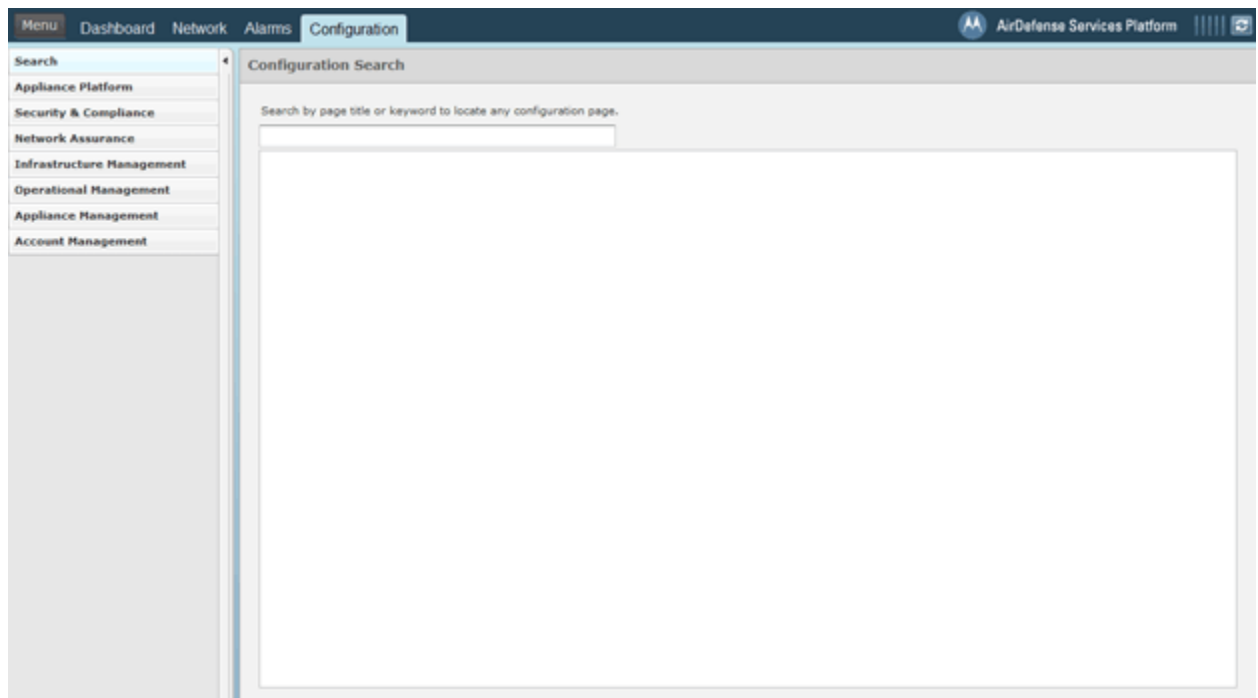 Menu Dashboard Network Alarms Configuration AirDefense Services Platform
Search
Configuration Search
Appliance Platform
Security & Compliance
Search by page title or keyword to locate any configuration page.
Network Assurance
Infrastructure Management
Operational Management
Appliance Management
Account Management